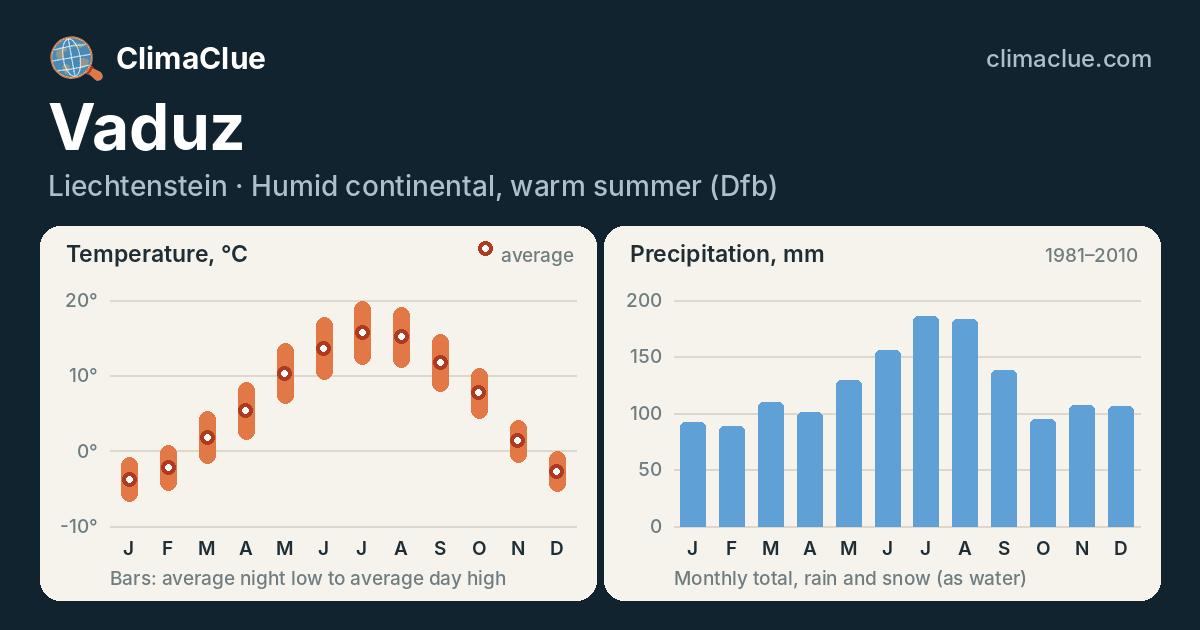 ClimaClue
climaclue.com
Vaduz
Liechtenstein · Humid continental, warm summer (Dfb)
Temperature, °C
average
20°
10°
0°
-10°
J F M A M J J A S O N D
Bars: average night low to average day high
Precipitation, mm
1981–2010
200
150
100
50
0
J F M A M J J A S O N D
Monthly total, rain and snow (as water)